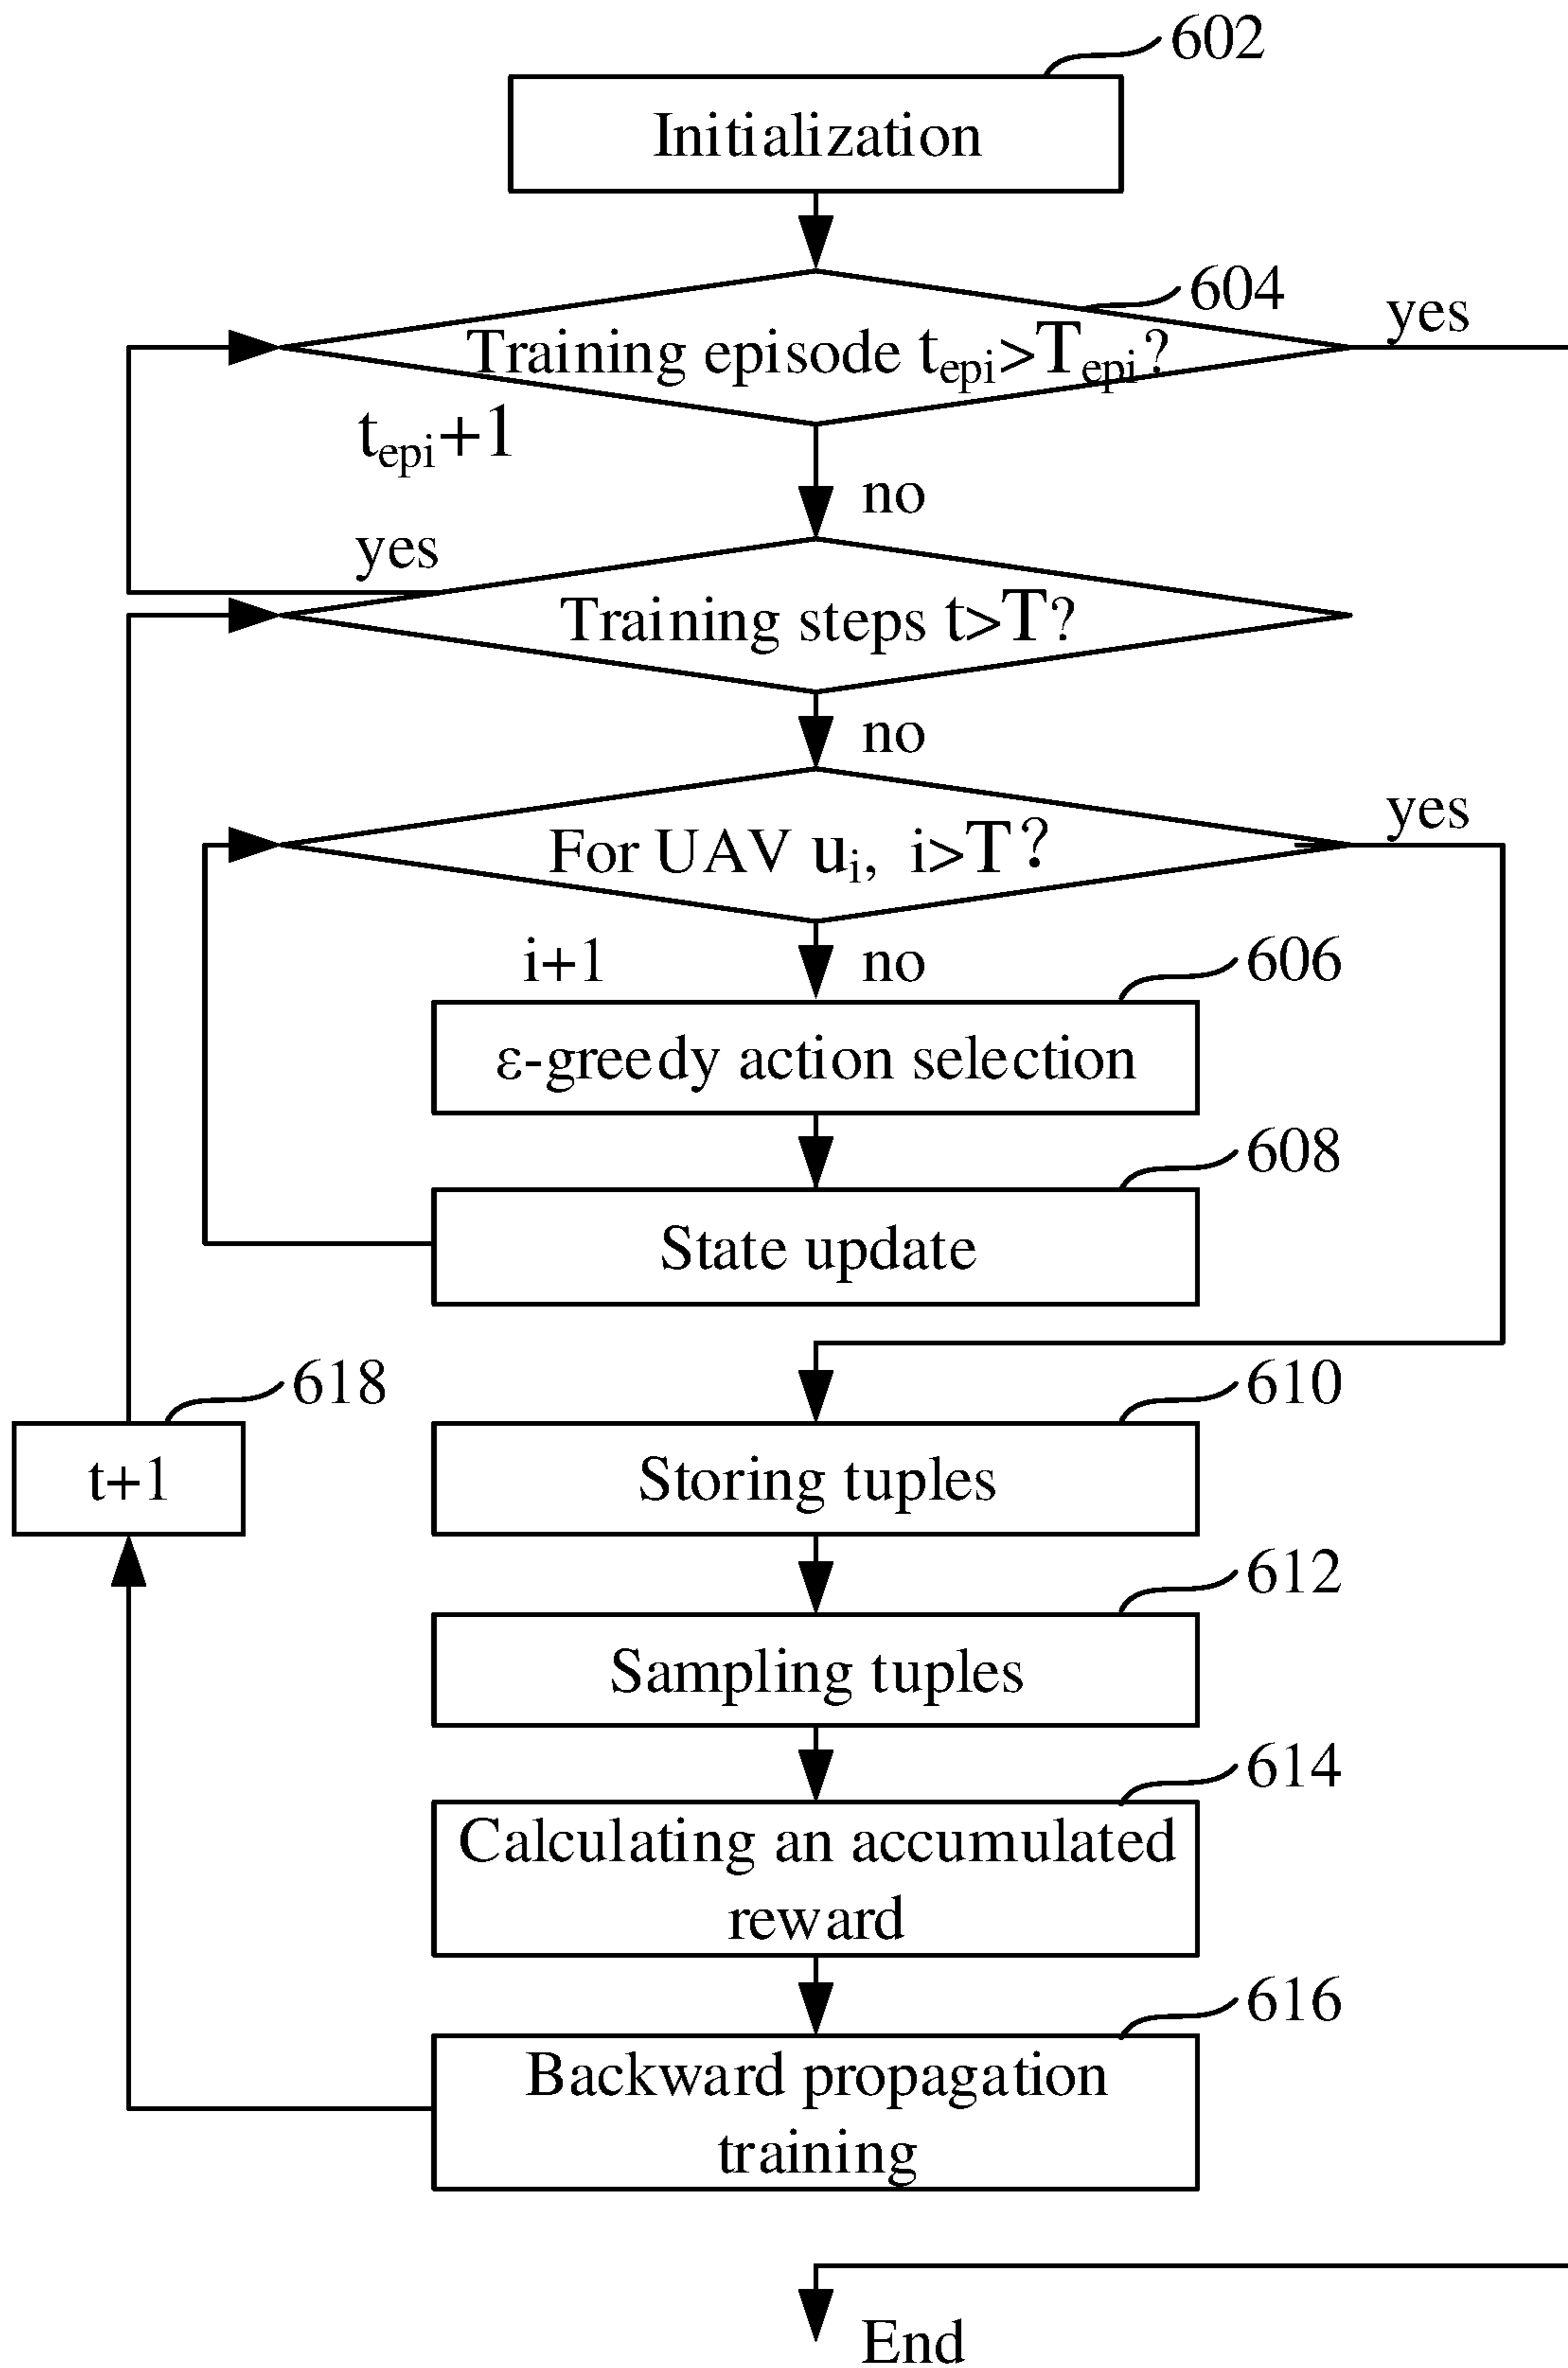 602
Initialization
604
yes
Training episode tepi>Tepi?
tepi+1
no
yes
Training steps t>T?
no
yes
For UAV ui, i>T?
i+1
no
606
ε-greedy action selection
608
State update
618
610
t+1
Storing tuples
612
Sampling tuples
614
Calculating an accumulated
reward
616
Backward propagation
training
End